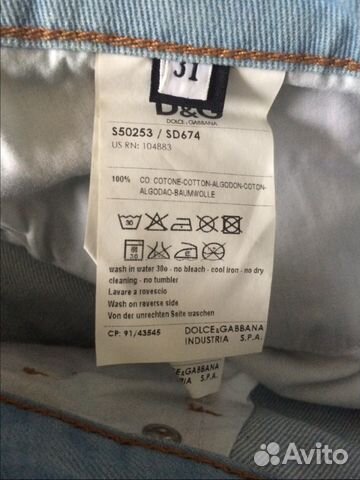 31
D&G
DOLCE & GABBANA
S50253 / SD674
US RN: 104883
100% CO COTONE-COTTON-ALGODON-COTON-
ALGODAO-BAUMWOLLE
30
wash in water 30o - no bleach - cool iron - no dry
cleaning - no tumbler
Lavare a rovescio
Wash on reverse side
Von der unrechten Seite waschen
CP: 91/43545 DOLCE&GABBANA
INDUSTRIA S.P.A.
&GABBANA
S.P.A.
Avito